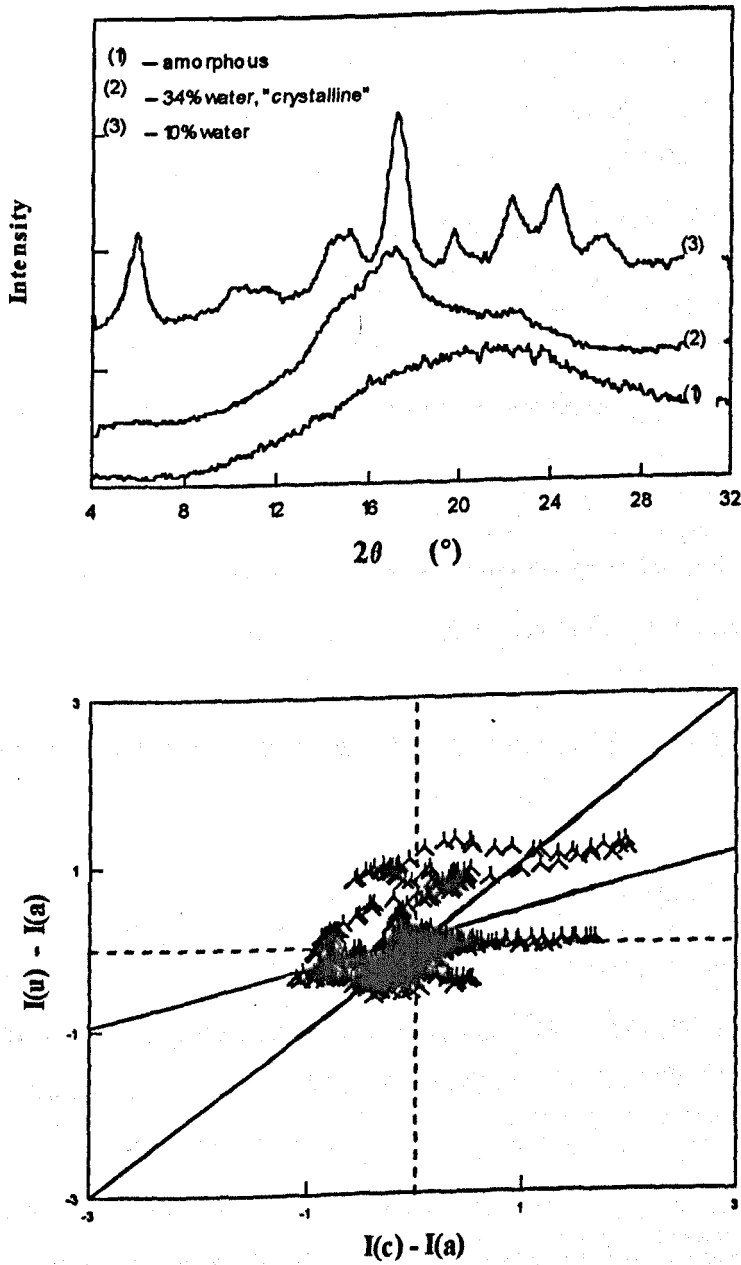 (1) – amorphous
(2) – 34% water, "crystalline"
(3) – 10% water
Intensity
(3)
(2)
(1)
4 8 12 16 20 24 28 32
2θ (°)
3
1
-1
-3
I(u) - I(a)
-3 -1 1 3
I(c) - I(a)